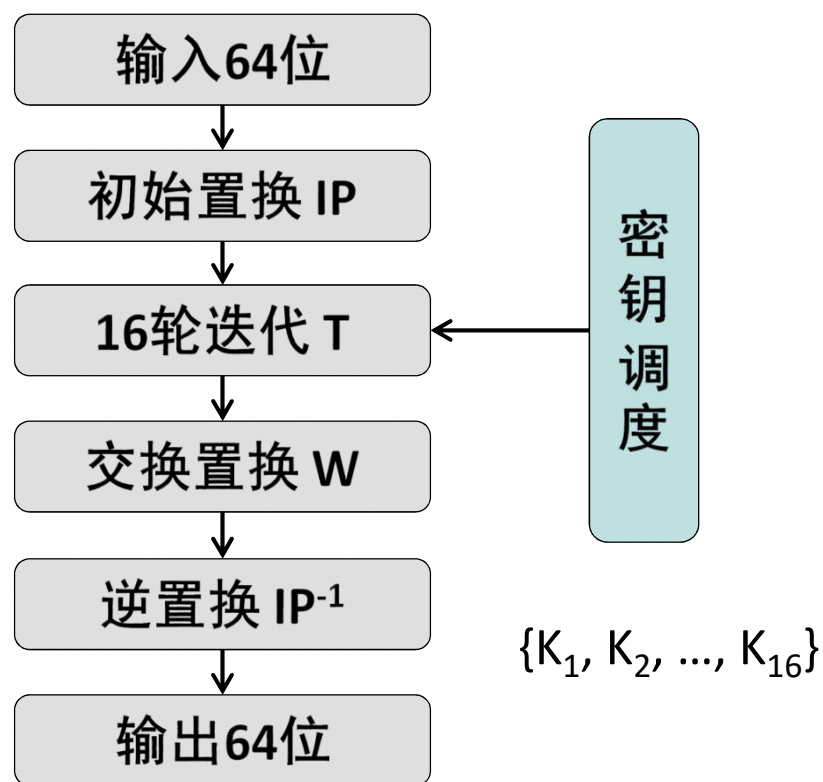 输入64位
初始置换 IP
16轮迭代 T
交换置换 W
逆置换 IP⁻¹
输出64位
密钥调度
{K₁, K₂, ..., K₁₆}